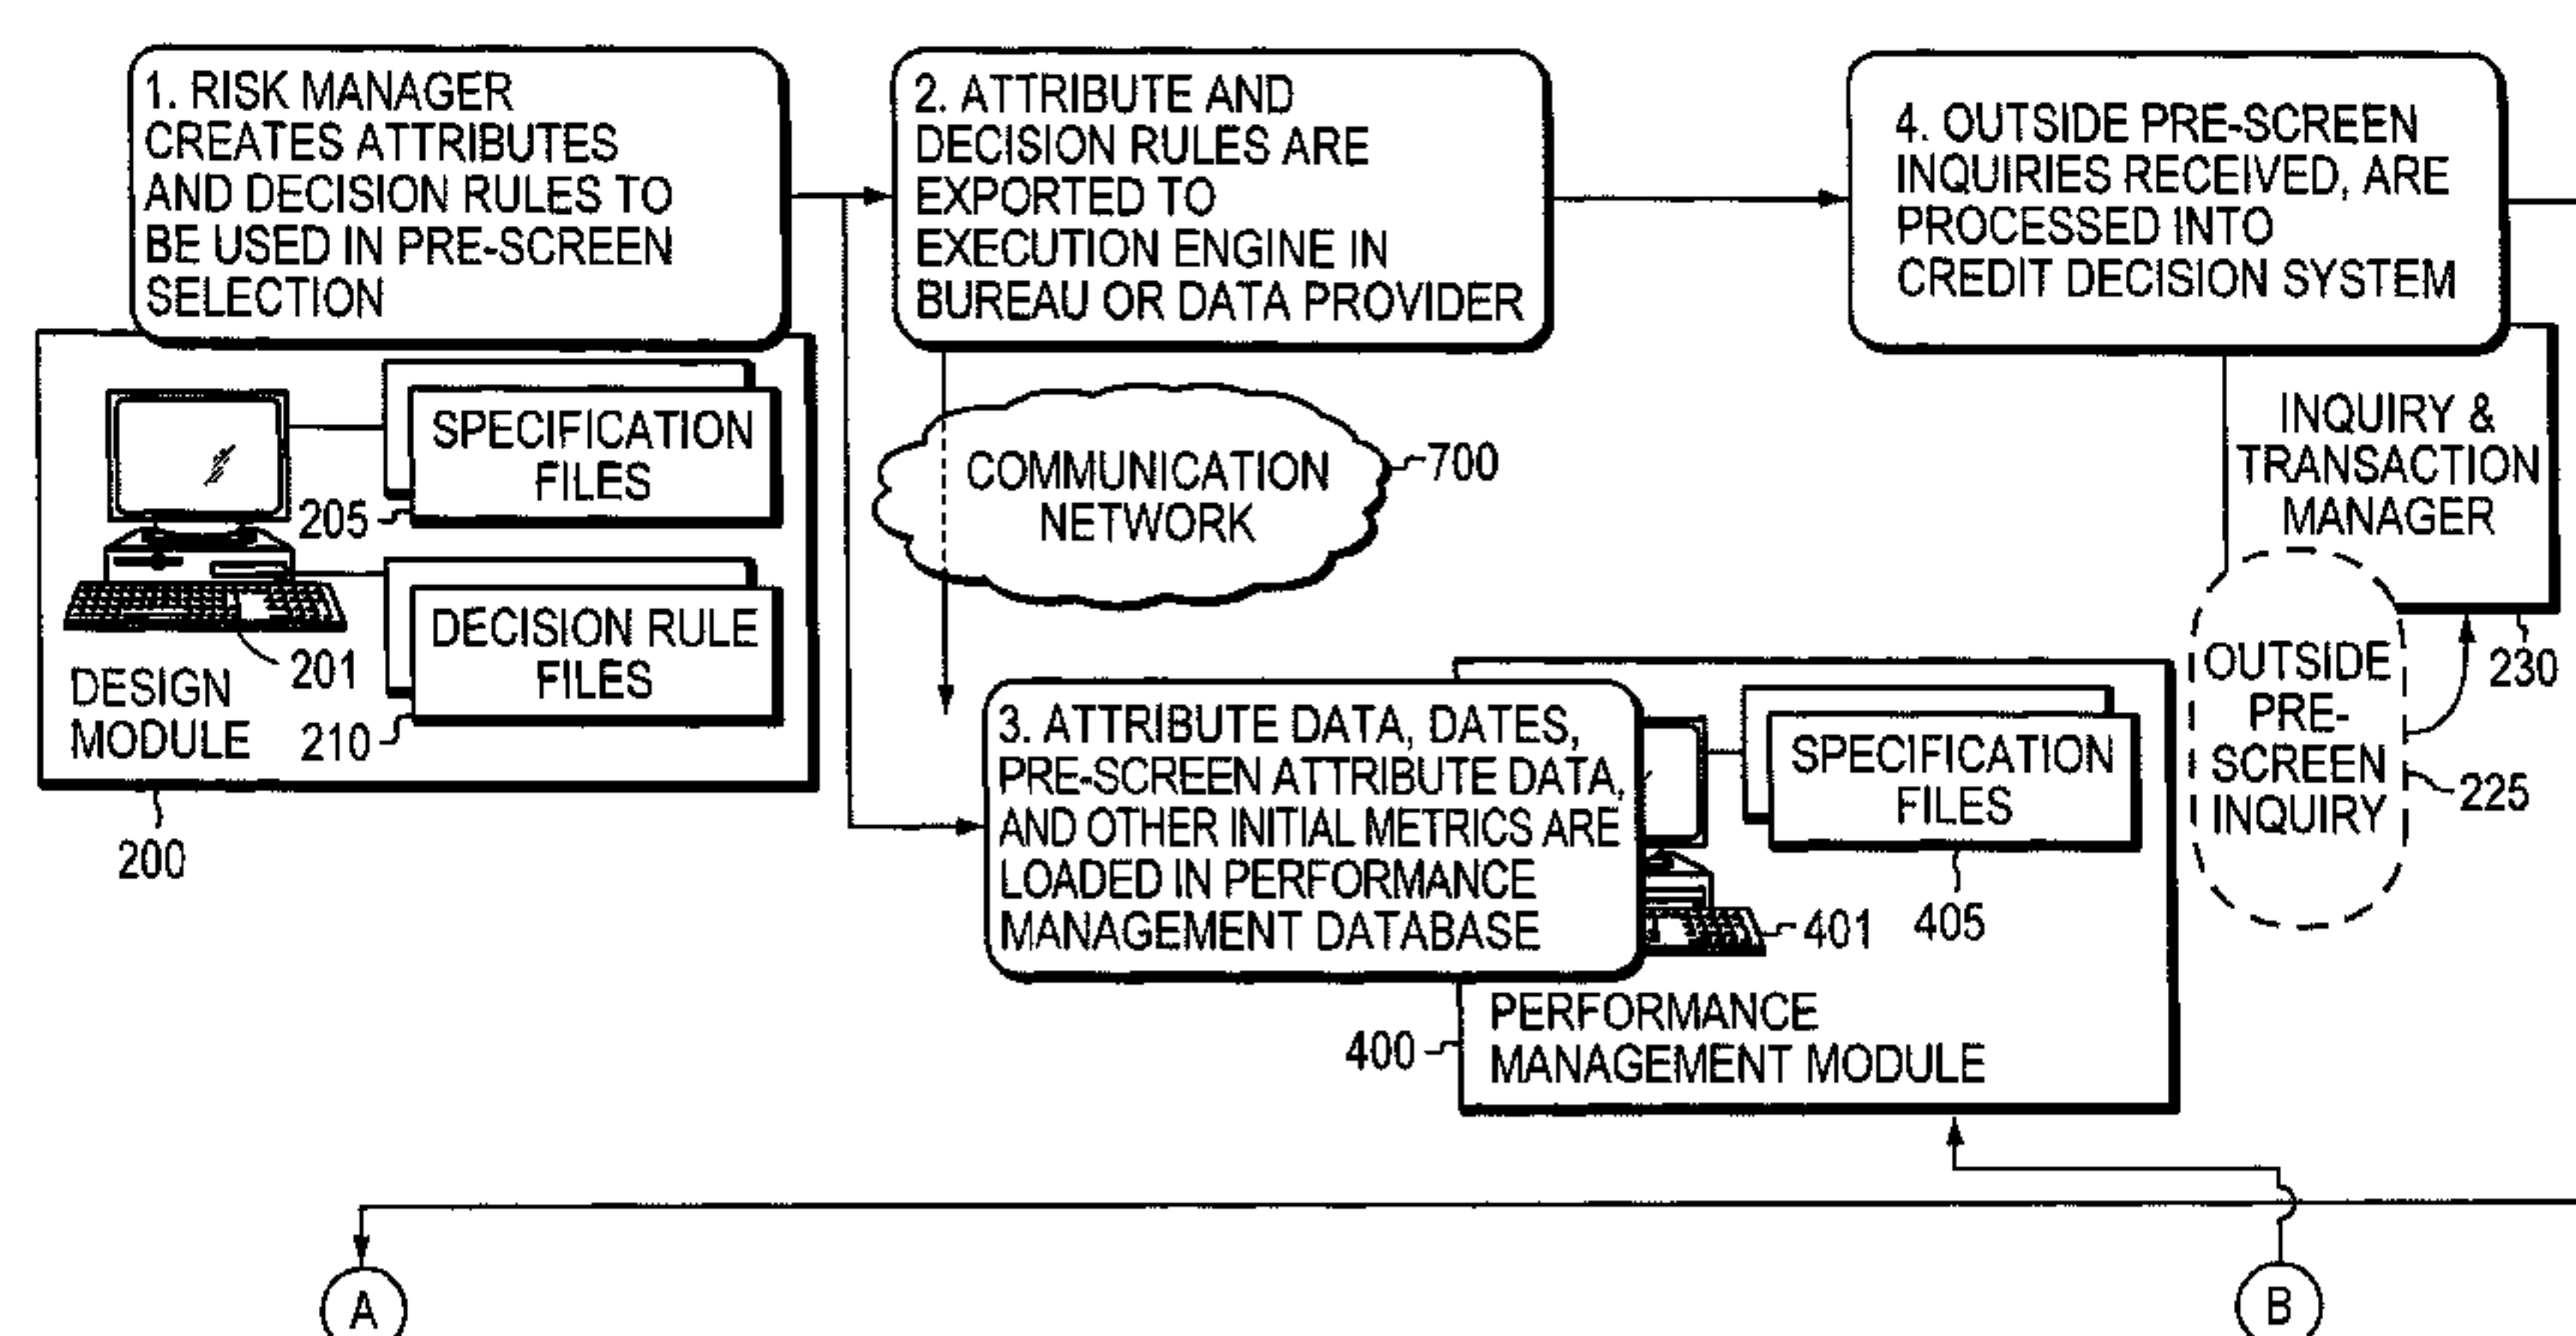 1. RISK MANAGER
CREATES ATTRIBUTES
AND DECISION RULES TO
BE USED IN PRE-SCREEN
SELECTION
2. ATTRIBUTE AND
DECISION RULES ARE
EXPORTED TO
EXECUTION ENGINE IN
BUREAU OR DATA PROVIDER
4. OUTSIDE PRE-SCREEN
INQUIRIES RECEIVED, ARE
PROCESSED INTO
CREDIT DECISION SYSTEM
SPECIFICATION
FILES
205
DECISION RULE
FILES
201
210
DESIGN
MODULE
200
COMMUNICATION
NETWORK
700
INQUIRY &
TRANSACTION
MANAGER
230
OUTSIDE
PRE-
SCREEN
INQUIRY
225
3. ATTRIBUTE DATA, DATES,
PRE-SCREEN ATTRIBUTE DATA,
AND OTHER INITIAL METRICS ARE
LOADED IN PERFORMANCE
MANAGEMENT DATABASE
SPECIFICATION
FILES
401
405
400
PERFORMANCE
MANAGEMENT MODULE
A
B